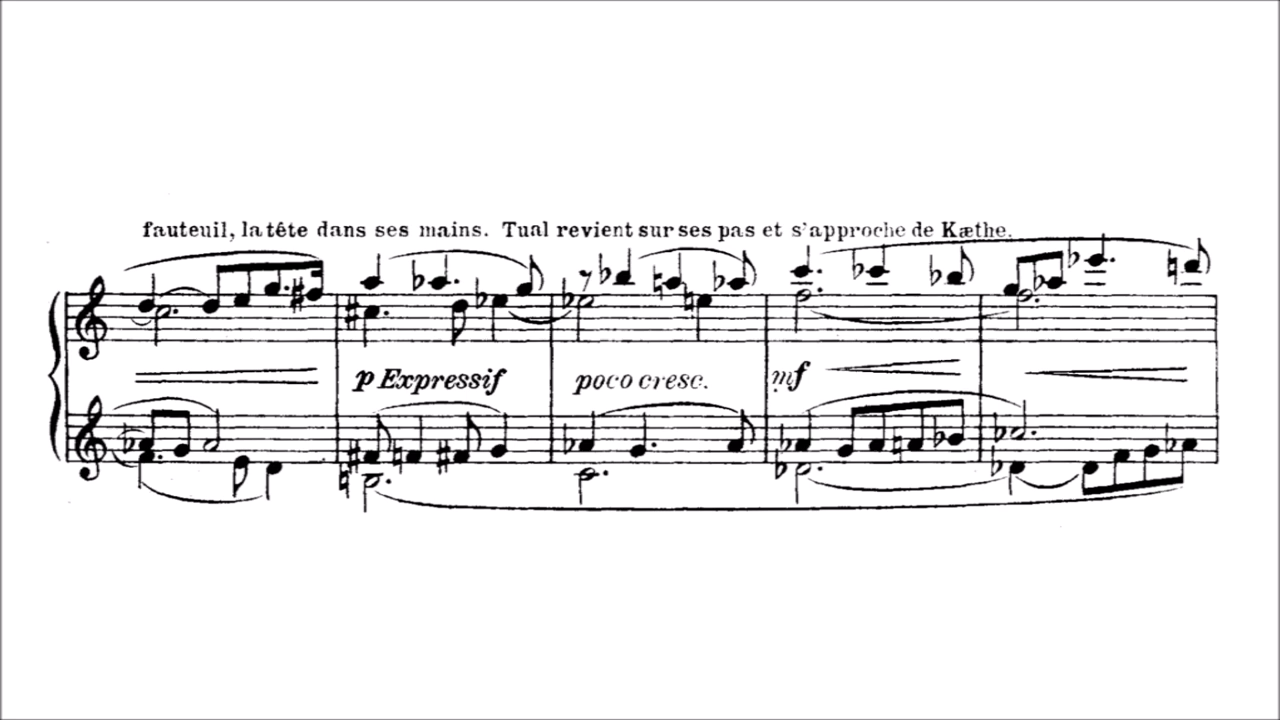 fauteuil, la tête dans ses mains. Tual revient sur ses pas et s'approche de Kæthe.
p Expressif poco cresc. mf